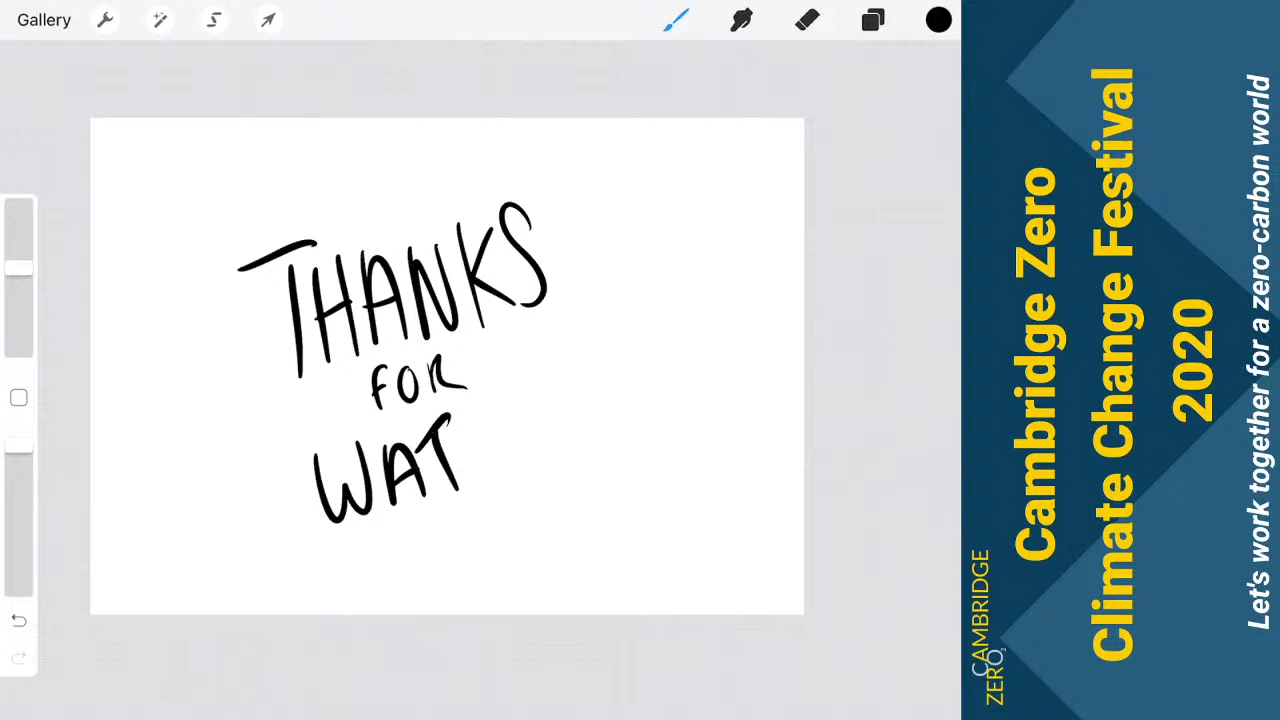 Gallery
THANKS
FOR
WAT
CAMBRIDGE
ZERO
Cambridge Zero
Climate Change Festival
2020
Let's work together for a zero-carbon world